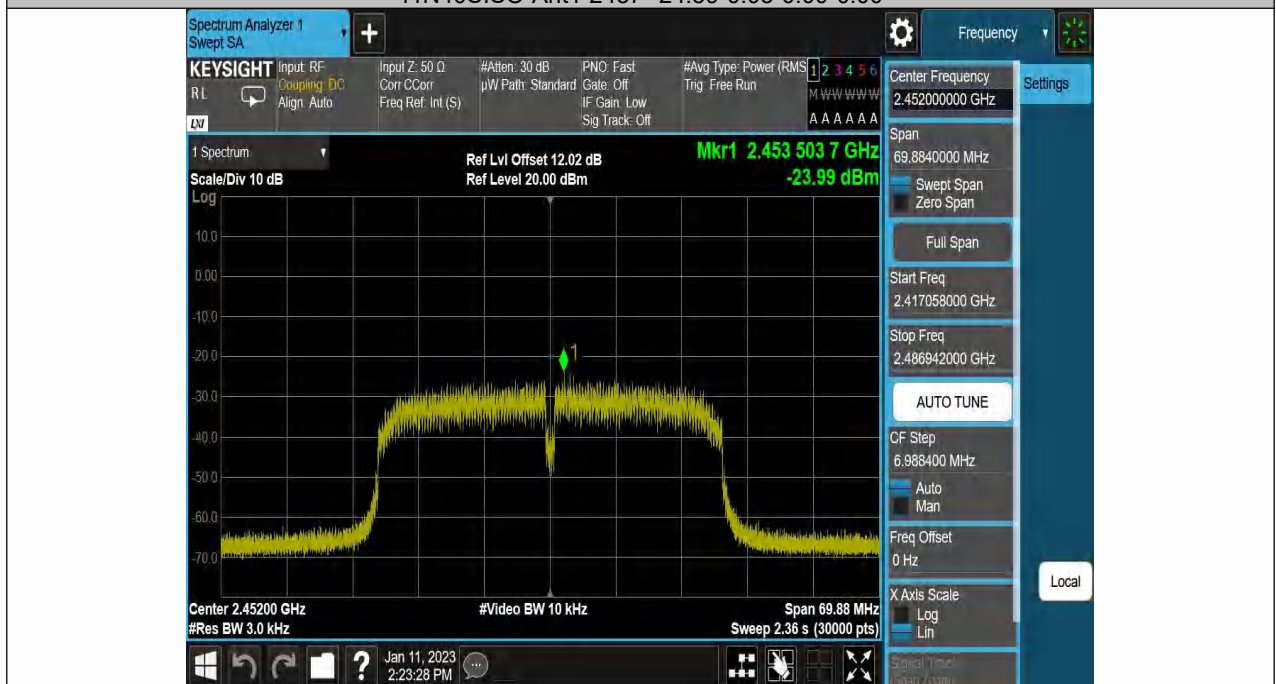 Spectrum Analyzer 1
Swept SA
+
Frequency
KEYSIGHT
RL
LXI
Input: RF
Coupling: DC
Align: Auto
Input Z: 50 Ω
Corr CCorr
Freq Ref: Int (S)
#Atten: 30 dB
µW Path: Standard
PNO: Fast
Gate: Off
IF Gain: Low
Sig Track: Off
#Avg Type: Power (RMS
Trig: Free Run
1 2 3 4 5 6
M W W W W W
A A A A A A
Center Frequency
2.452000000 GHz
Settings
Span
69.8840000 MHz
Swept Span
Zero Span
Full Span
Start Freq
2.417058000 GHz
Stop Freq
2.486942000 GHz
AUTO TUNE
CF Step
6.988400 MHz
Auto
Man
Freq Offset
0 Hz
X Axis Scale
Log
Lin
Signal Track
(Span Zoom)
Local
1 Spectrum
Scale/Div 10 dB
Log
Ref Lvl Offset 12.02 dB
Ref Level 20.00 dBm
Mkr1 2.453 503 7 GHz
-23.99 dBm
10.0
0.00
-10.0
-20.0
-30.0
-40.0
-50.0
-60.0
-70.0
1
Center 2.45200 GHz
#Res BW 3.0 kHz
#Video BW 10 kHz
Span 69.88 MHz
Sweep 2.36 s (30000 pts)
?
Jan 11, 2023
2:23:28 PM